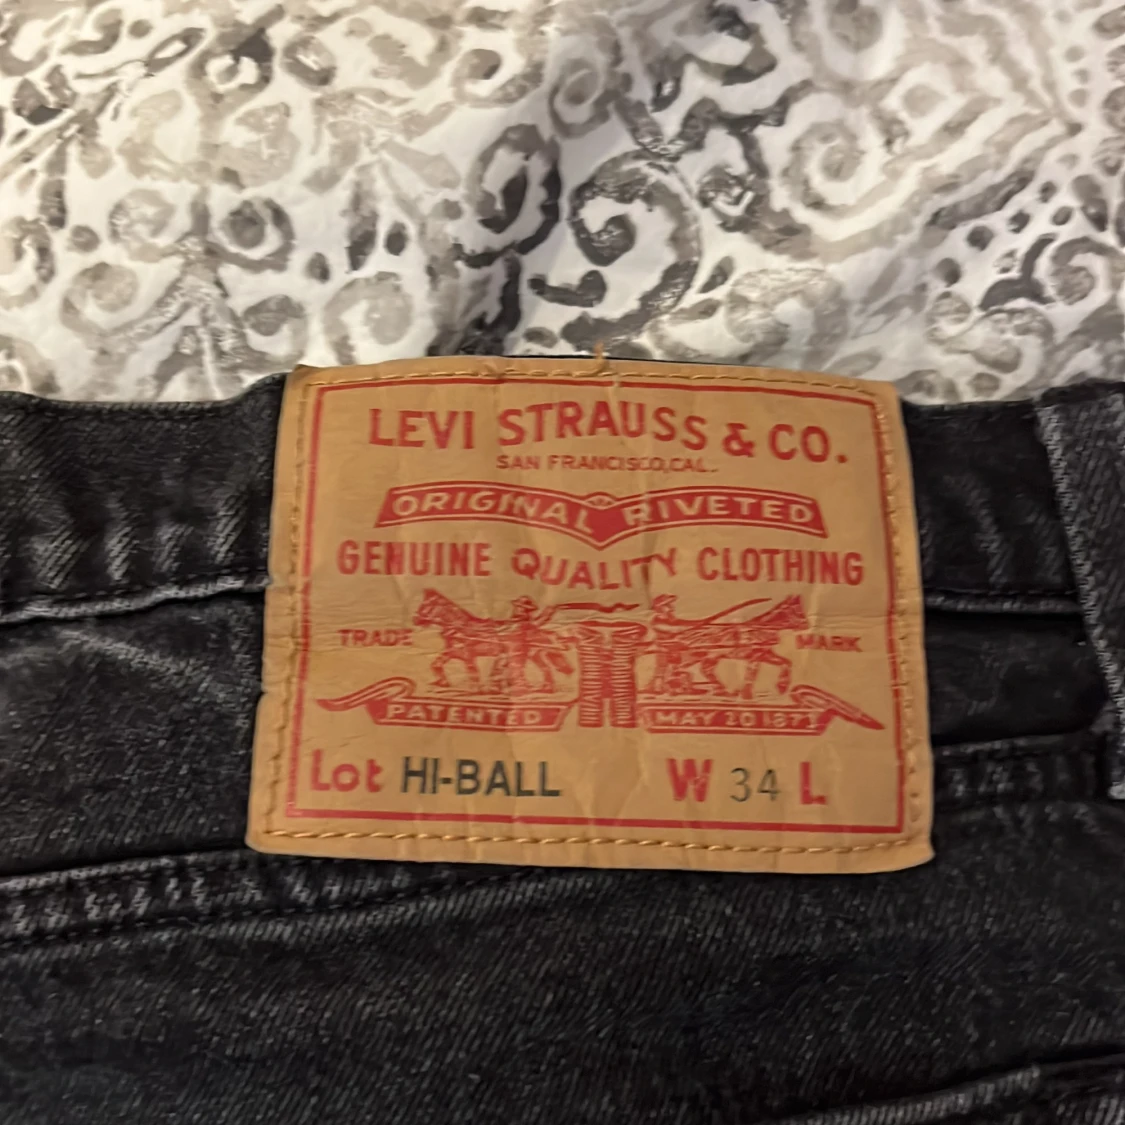 LEVI STRAUSS & CO.
SAN FRANCISCO, CAL.
ORIGINAL RIVETED
GENUINE QUALITY CLOTHING
TRADE MARK
PATENTED MAY 20 1873
Lot HI-BALL W 34 L